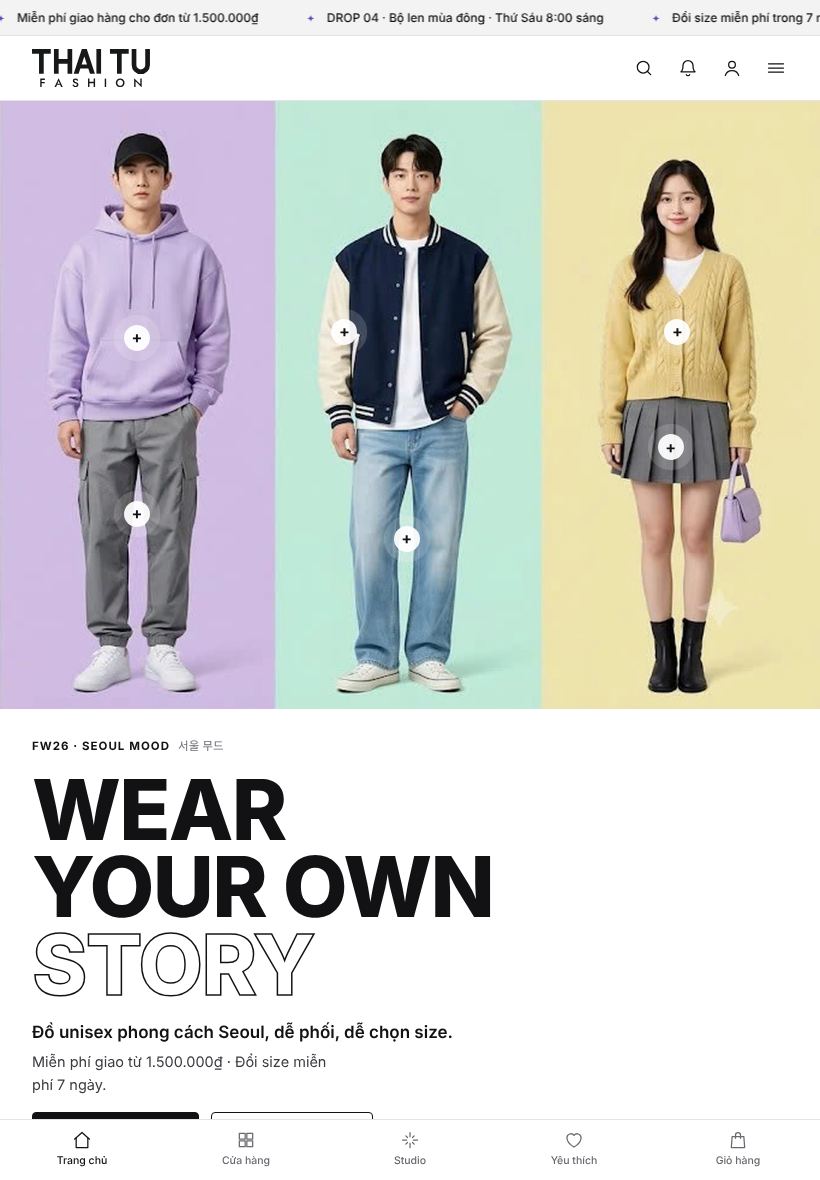 Miễn phí giao hàng cho đơn từ 1.500.000₫ DROP 04 · Bộ len mùa đông · Thứ Sáu 8:00 sáng Đổi size miễn phí trong 7
THAI TU
FASHION
FW26 · SEOUL MOOD 서울 무드
WEAR
YOUR OWN
STORY
Đồ unisex phong cách Seoul, dễ phối, dễ chọn size.
Miễn phí giao từ 1.500.000₫ · Đổi size miễn
phí 7 ngày.
Trang chủ Cửa hàng Studio Yêu thích Giỏ hàng